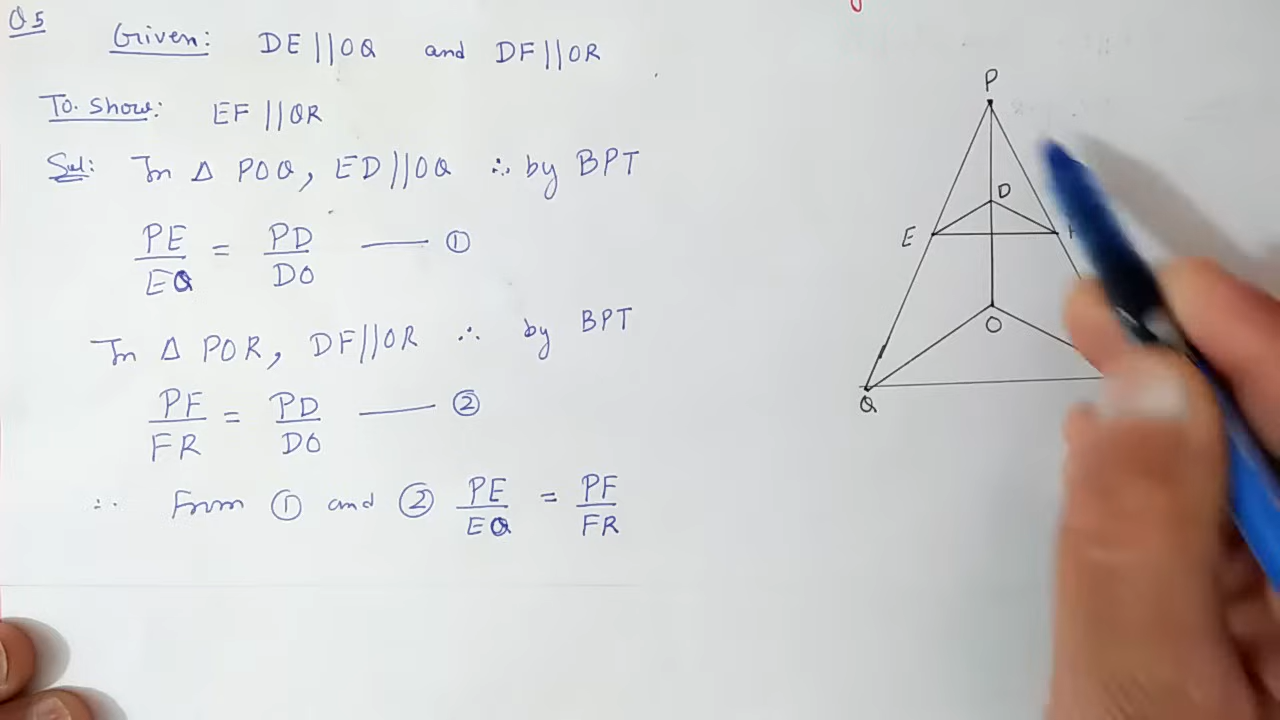 Q5
Given: DE||OQ and DF||OR
To show: EF||QR
Sol: In Δ POQ, ED||OQ ∴ by BPT
PE/EQ = PD/DO —— ①
In Δ POR, DF||OR ∴ by BPT
PF/FR = PD/DO —— ②
∴ From ① and ② PE/EQ = PF/FR
P
D
E
O
Q